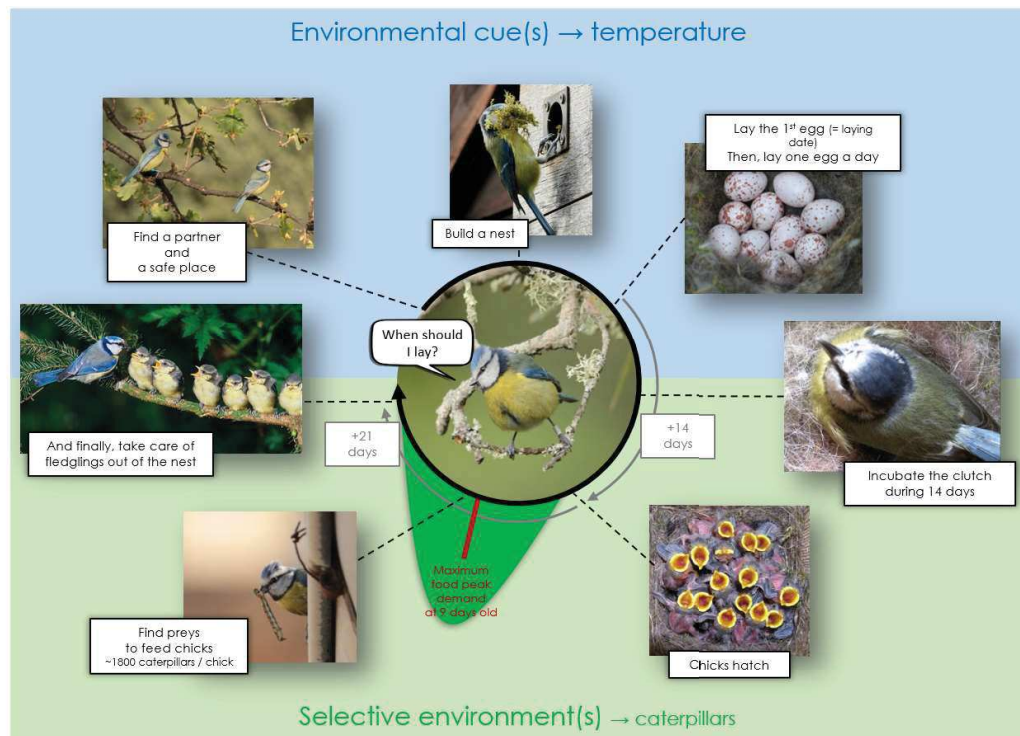 Environmental cue(s) → temperature
Find a partner
and
a safe place
Build a nest
Lay the 1st egg (= laying
date)
Then, lay one egg a day
When should
I lay?
And finally, take care of
fledglings out of the nest
+21
days
+14
days
Incubate the clutch
during 14 days
Maximum
food peak
demand
at 9 days old
Find preys
to feed chicks
~1800 caterpillars / chick
Chicks hatch
Selective environment(s) → caterpillars